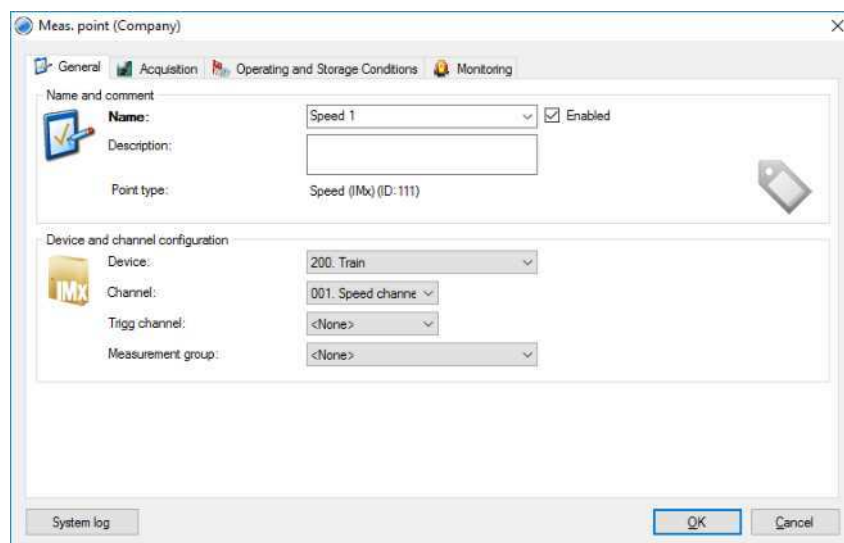 Meas. point (Company)
General Acquisition Operating and Storage Conditions Monitoring
Name and comment
Name: Speed 1 Enabled
Description:
Point type: Speed (IMx) (ID: 111)
Device and channel configuration
IMx
Device: 200. Train
Channel: 001. Speed channe
Trigg channel: <None>
Measurement group: <None>
System log OK Cancel